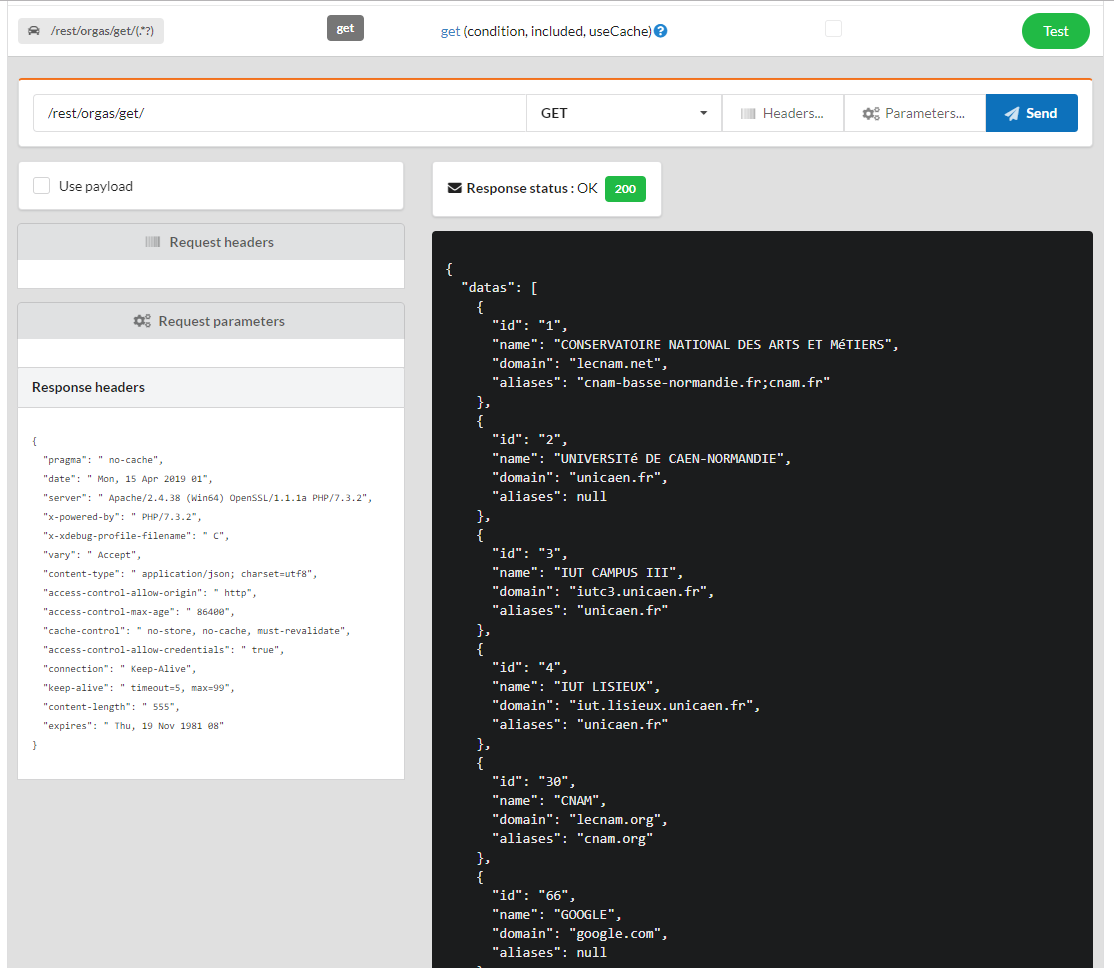 /rest/orgas/get/(.*?) get get (condition, included, useCache) Test
/rest/orgas/get/ GET Headers... Parameters... Send
Use payload
Request headers
Request parameters
Response headers
{
"pragma": " no-cache",
"date": " Mon, 15 Apr 2019 01",
"server": " Apache/2.4.38 (Win64) OpenSSL/1.1.1a PHP/7.3.2",
"x-powered-by": " PHP/7.3.2",
"x-xdebug-profile-filename": " C",
"vary": " Accept",
"content-type": " application/json; charset=utf8",
"access-control-allow-origin": " http",
"access-control-max-age": " 86400",
"cache-control": " no-store, no-cache, must-revalidate",
"access-control-allow-credentials": " true",
"connection": " Keep-Alive",
"keep-alive": " timeout=5, max=99",
"content-length": " 555",
"expires": " Thu, 19 Nov 1981 08"
}
Response status : OK 200
{
"datas": [
{
"id": "1",
"name": "CONSERVATOIRE NATIONAL DES ARTS ET MéTIERS",
"domain": "lecnam.net",
"aliases": "cnam-basse-normandie.fr;cnam.fr"
},
{
"id": "2",
"name": "UNIVERSITé DE CAEN-NORMANDIE",
"domain": "unicaen.fr",
"aliases": null
},
{
"id": "3",
"name": "IUT CAMPUS III",
"domain": "iutc3.unicaen.fr",
"aliases": "unicaen.fr"
},
{
"id": "4",
"name": "IUT LISIEUX",
"domain": "iut.lisieux.unicaen.fr",
"aliases": "unicaen.fr"
},
{
"id": "30",
"name": "CNAM",
"domain": "lecnam.org",
"aliases": "cnam.org"
},
{
"id": "66",
"name": "GOOGLE",
"domain": "google.com",
"aliases": null